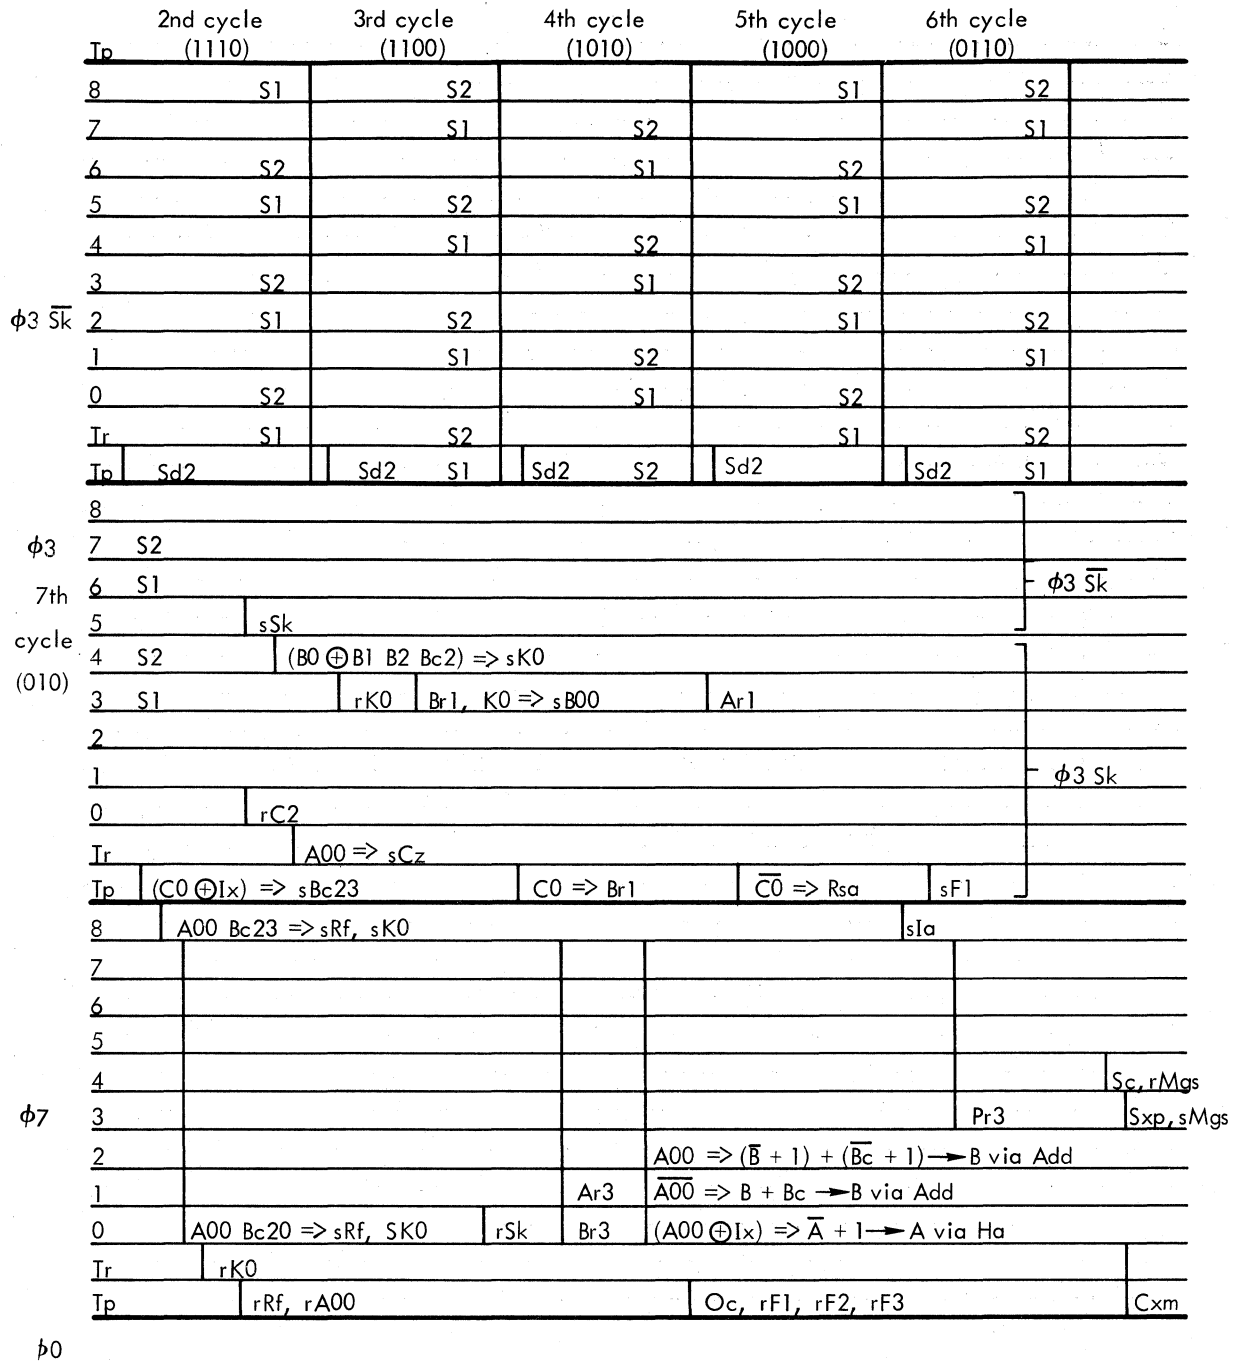 2nd cycle 3rd cycle 4th cycle 5th cycle 6th cycle
Tp (1110) (1100) (1010) (1000) (0110)
8 S1 S2 S1 S2
7 S1 S2 S1
6 S2 S1 S2
5 S1 S2 S1 S2
4 S1 S2 S1
3 S2 S1 S2
ϕ3 S̅k̅ 2 S1 S2 S1 S2
1 S1 S2 S1
0 S2 S1 S2
Tr S1 S2 S1 S2
Tp Sd2 Sd2 S1 Sd2 S2 Sd2 Sd2 S1
8
ϕ3 7 S2
7th 6 S1 ϕ3 S̅k̅
5 sSk
cycle 4 S2 (B0 ⊕ B1 B2 Bc2) => sK0
(010) 3 S1 rK0 Br1, K0 => sB00 Ar1
2
1 ϕ3 Sk
0 rC2
Tr A00 => sCz
Tp (C0 ⊕ Ix) => sBc23 C0 => Br1 C̅0̅ => Rsa sF1
8 A00 Bc23 => sRf, sK0 sIa
7
6
5
4 Sc, rMgs
ϕ7 3 Pr3 Sxp, sMgs
2 A00 => (B̅ + 1) + (B̅c̅ + 1) → B via Add
1 Ar3 A̅0̅0̅ => B + Bc → B via Add
0 A00 Bc20 => sRf, SK0 rSk Br3 (A00 ⊕ Ix) => A̅ + 1 → A via Ha
Tr rK0
Tp rRf, rA00 Oc, rF1, rF2, rF3 Cxm
ϕ0